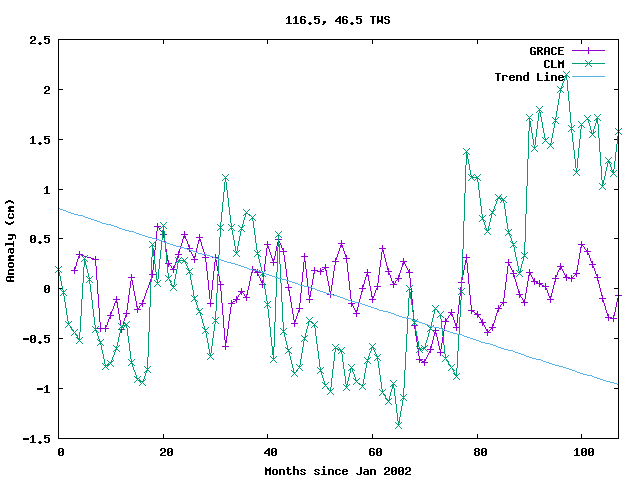 116.5, 46.5 TWS
GRACE
CLM
Trend Line
2.5
2
1.5
1
0.5
0
-0.5
-1
-1.5
Anomaly (cm)
0 20 40 60 80 100
Months since Jan 2002